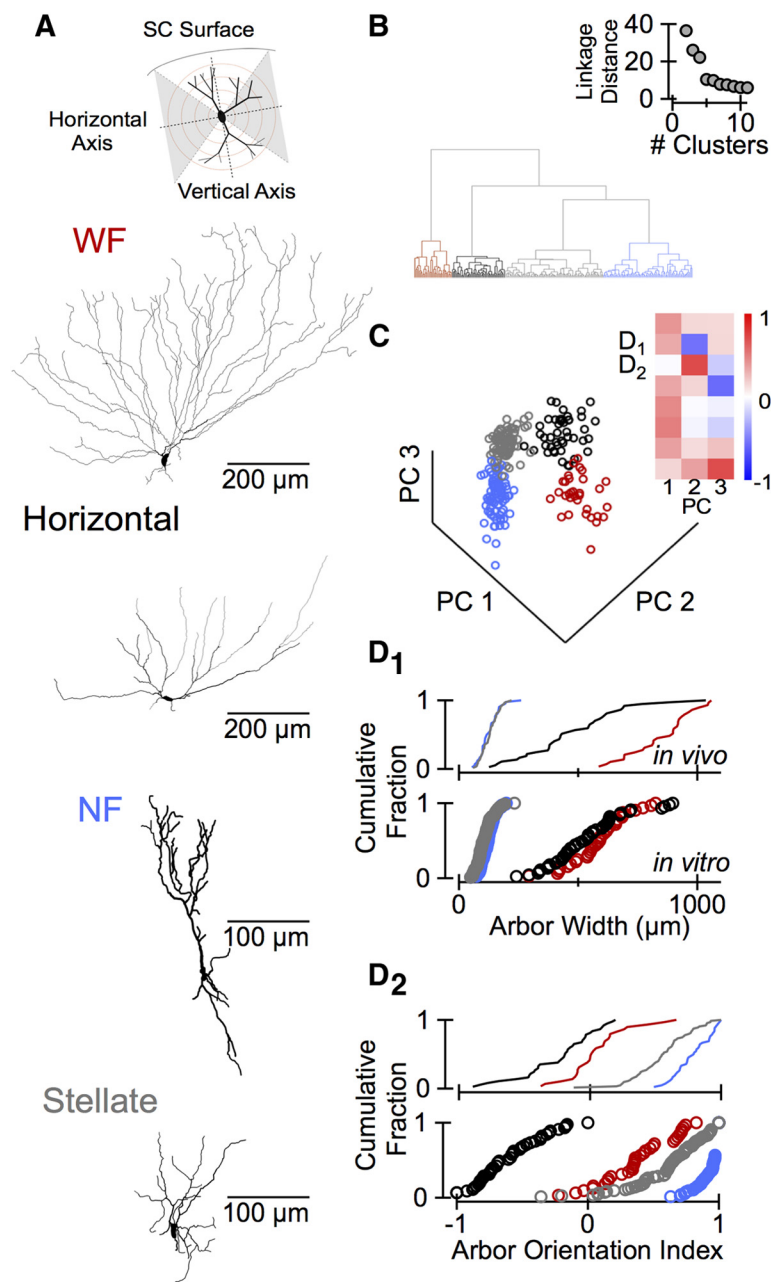 A
SC Surface
Horizontal
Axis
Vertical Axis
WF
200 µm
Horizontal
200 µm
NF
100 µm
Stellate
100 µm
B
Linkage
Distance
40
20
0
0 10
# Clusters
C
D1
D2
1
0
-1
1 2 3
PC
PC 3
PC 1
PC 2
D1
Cumulative
Fraction
1
0
in vivo
1
0
in vitro
0 1000
Arbor Width (µm)
D2
Cumulative
Fraction
1
0
1
0
-1 0 1
Arbor Orientation Index